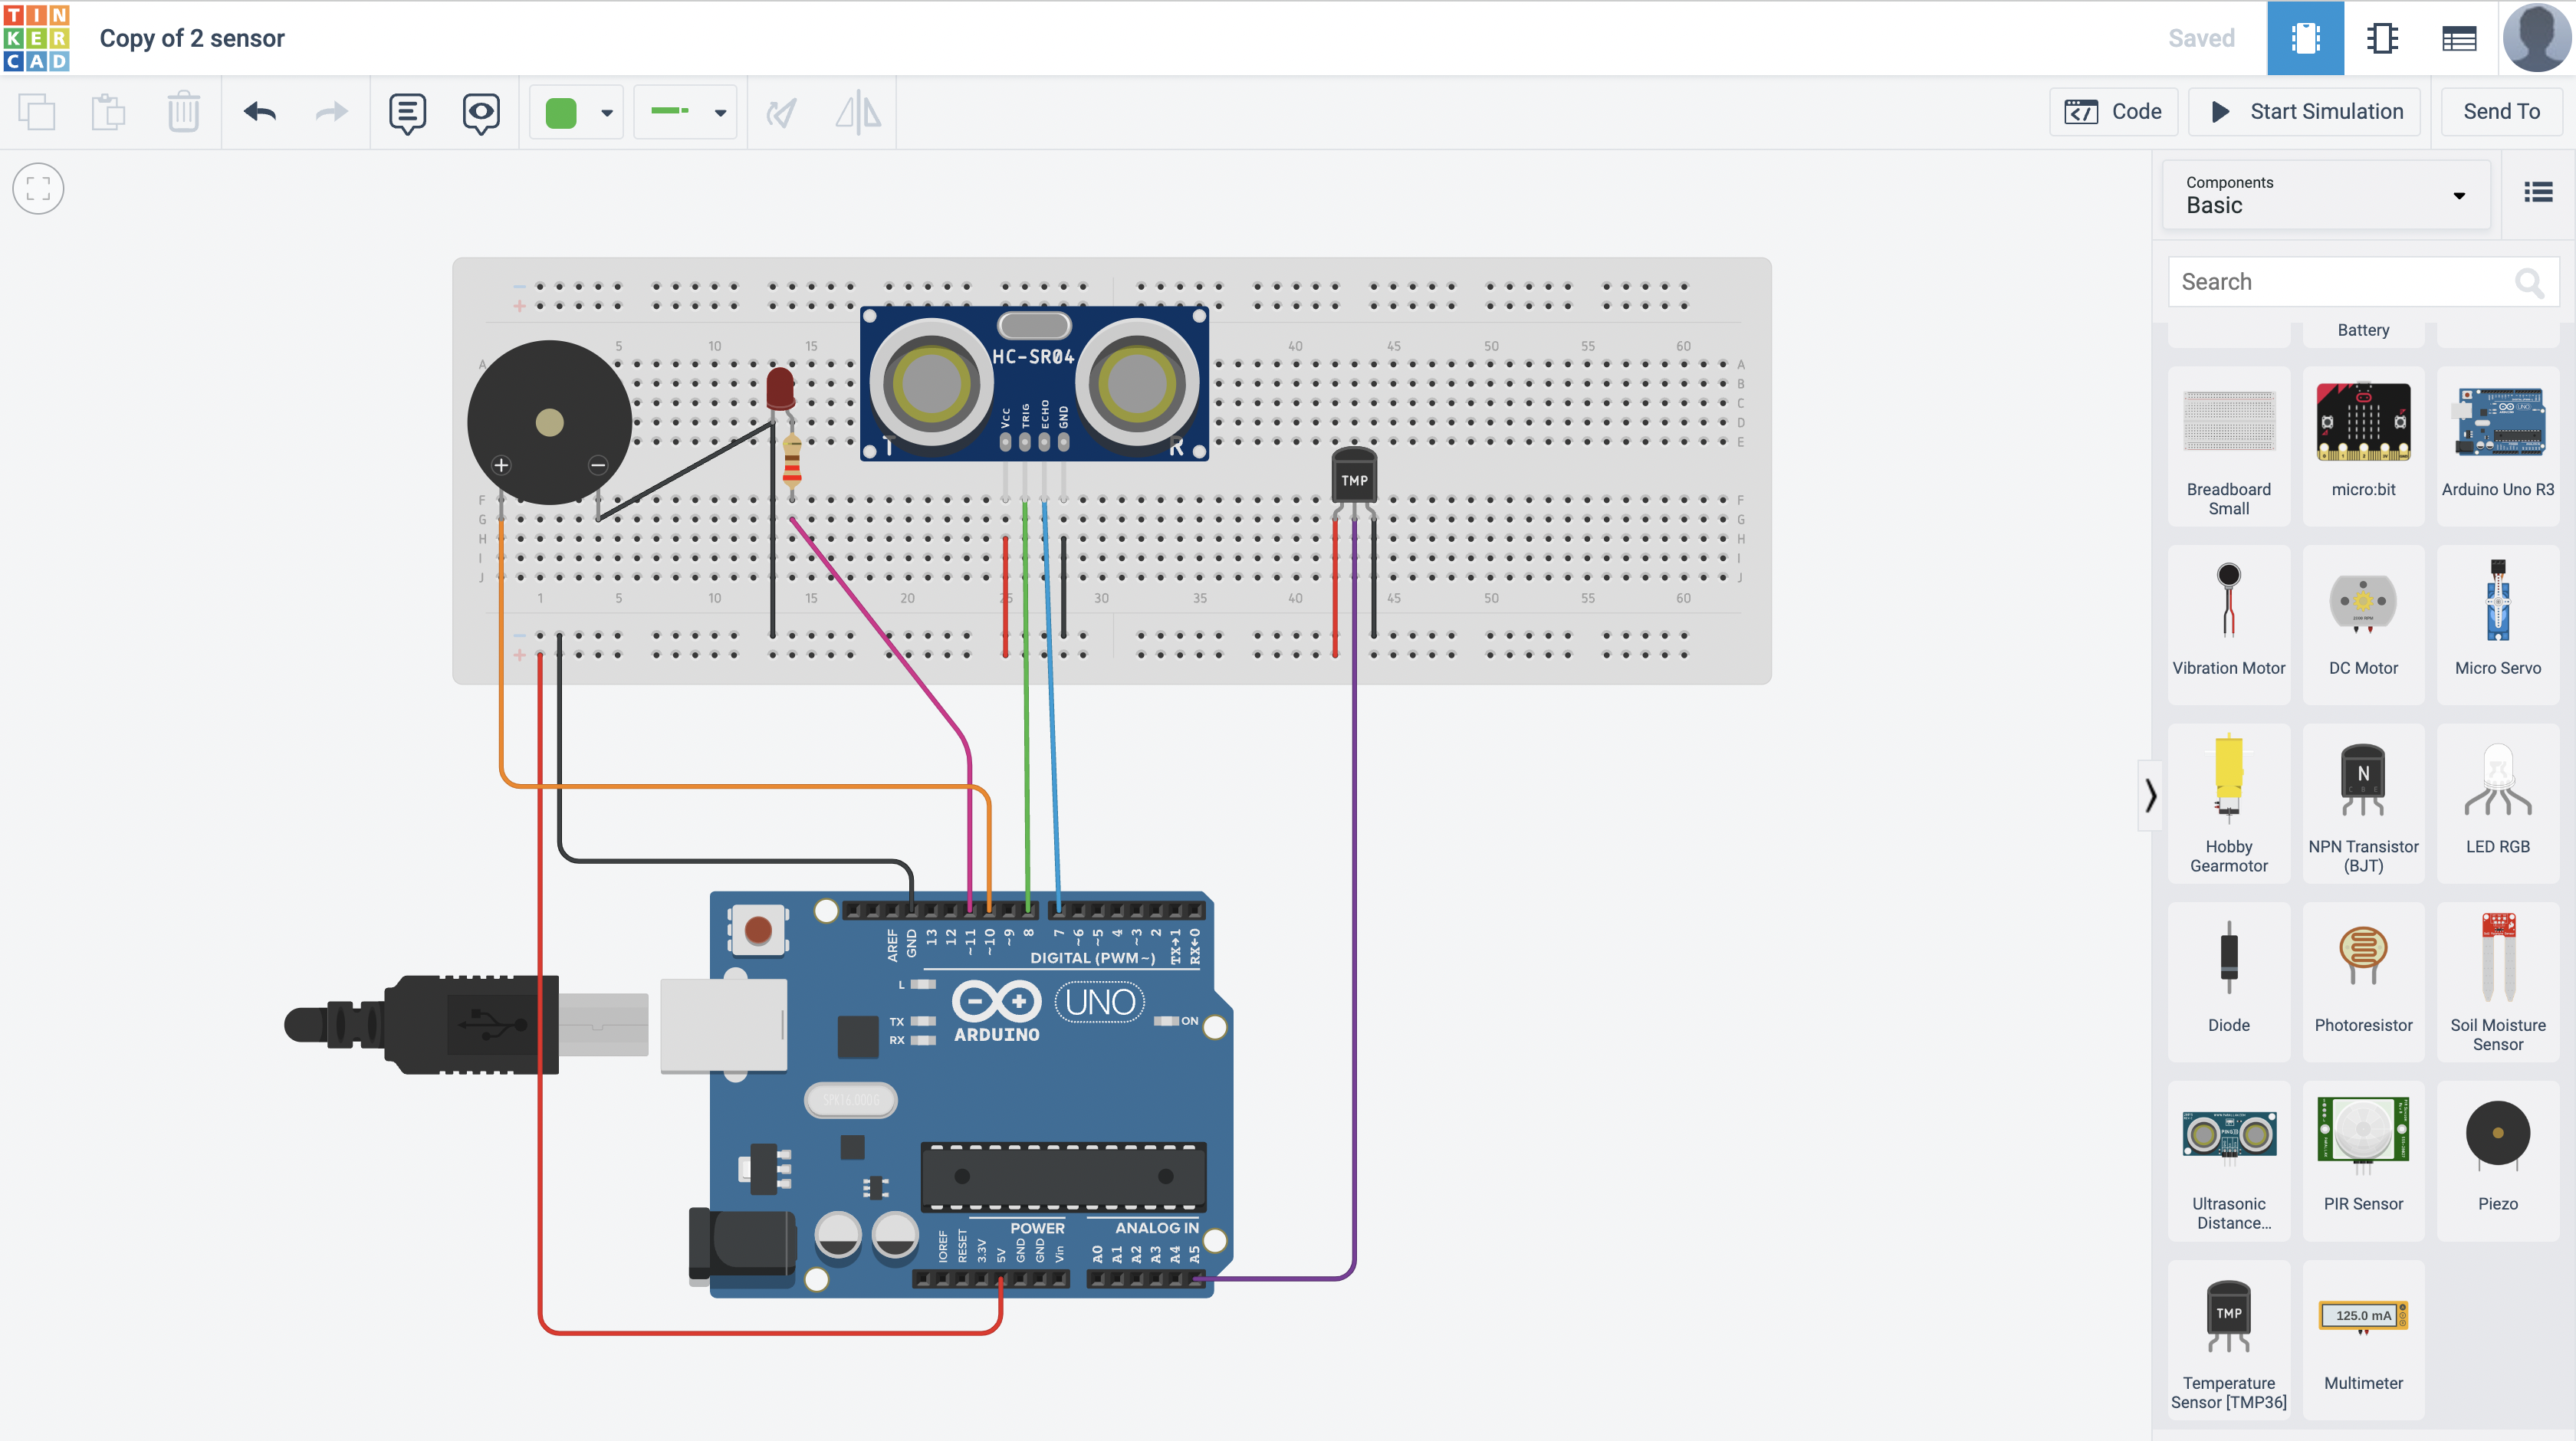 TIN
KER
CAD
Copy of 2 sensor
Saved
Code
Start Simulation
Send To
Components
Basic
Search
Battery
Breadboard
Small
micro:bit
Arduino Uno R3
Vibration Motor
DC Motor
Micro Servo
Hobby
Gearmotor
NPN Transistor
(BJT)
LED RGB
Diode
Photoresistor
Soil Moisture
Sensor
Ultrasonic
Distance...
PIR Sensor
Piezo
TMP
Temperature
Sensor [TMP36]
125.0 mA
Multimeter
N
− +
5 10 15 40 45 50 55 60
A A
B
C
D
E
HC-SR04
VCC TRIG ECHO GND
T R
+ −
TMP
F F
G G
H H
I I
J J
1 5 10 15 20 25 30 35 40 45 50 55 60
− +
AREF GND 13 12 ~11 ~10 ~9 8 7 ~6 ~5 4 ~3 2 TX→1 RX←0
DIGITAL (PWM~)
L
TX
RX
ARDUINO
UNO
ON
SPK16.000G
POWER
ANALOG IN
IOREF RESET 3.3V 5V GND GND Vin A0 A1 A2 A3 A4 A5